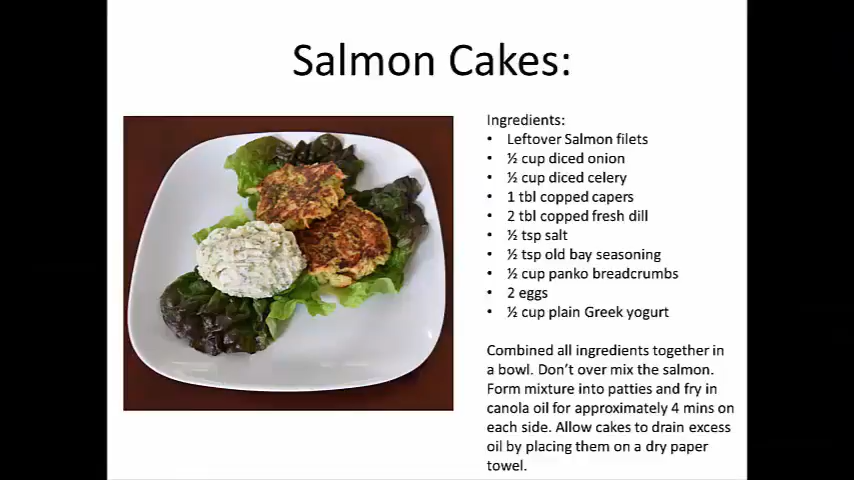 Salmon Cakes:
Ingredients:
• Leftover Salmon filets
• ½ cup diced onion
• ½ cup diced celery
• 1 tbl copped capers
• 2 tbl copped fresh dill
• ½ tsp salt
• ½ tsp old bay seasoning
• ½ cup panko breadcrumbs
• 2 eggs
• ½ cup plain Greek yogurt
Combined all ingredients together in
a bowl. Don’t over mix the salmon.
Form mixture into patties and fry in
canola oil for approximately 4 mins on
each side. Allow cakes to drain excess
oil by placing them on a dry paper
towel.